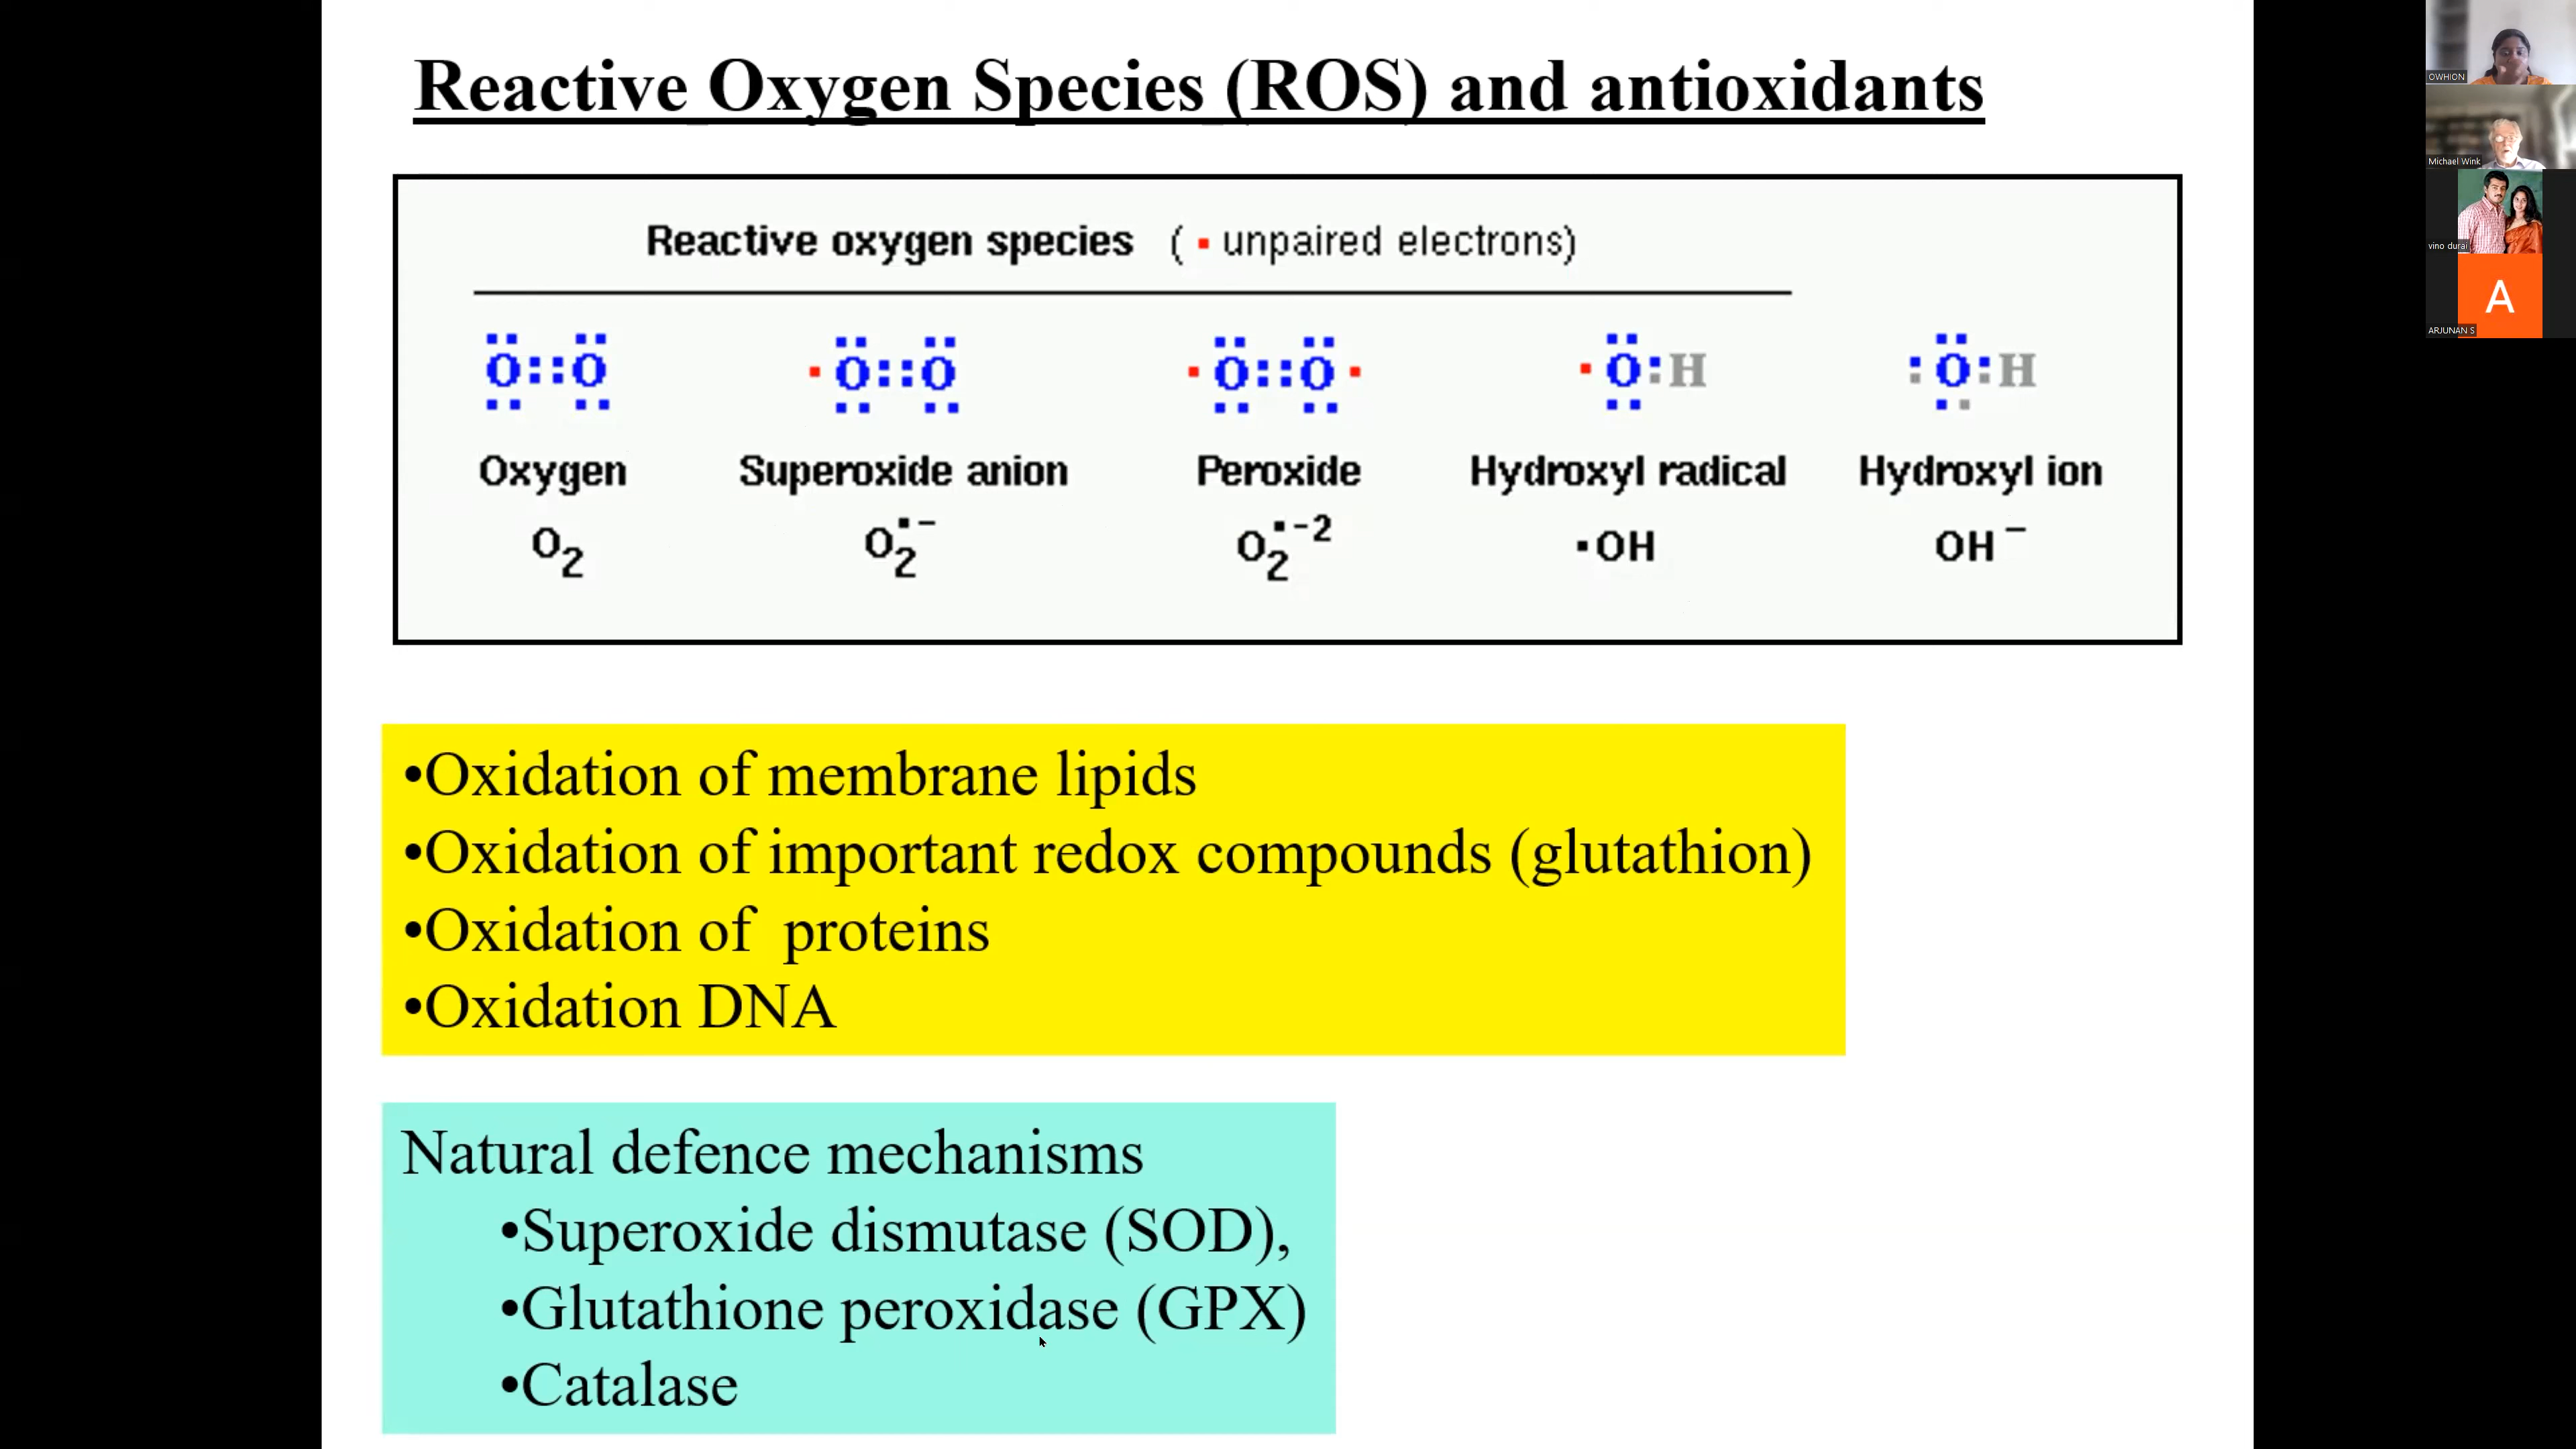 Reactive Oxygen Species (ROS) and antioxidants
Reactive oxygen species ( · unpaired electrons)
O::O O::O O::O O:H :O:H
Oxygen Superoxide anion Peroxide Hydroxyl radical Hydroxyl ion
O₂ O₂·− O₂·−2 ·OH OH−
•Oxidation of membrane lipids
•Oxidation of important redox compounds (glutathion)
•Oxidation of proteins
•Oxidation DNA
Natural defence mechanisms
•Superoxide dismutase (SOD),
•Glutathione peroxidase (GPX)
•Catalase
OWHION
Michael Wink
vino durai
A
ARJUNAN S